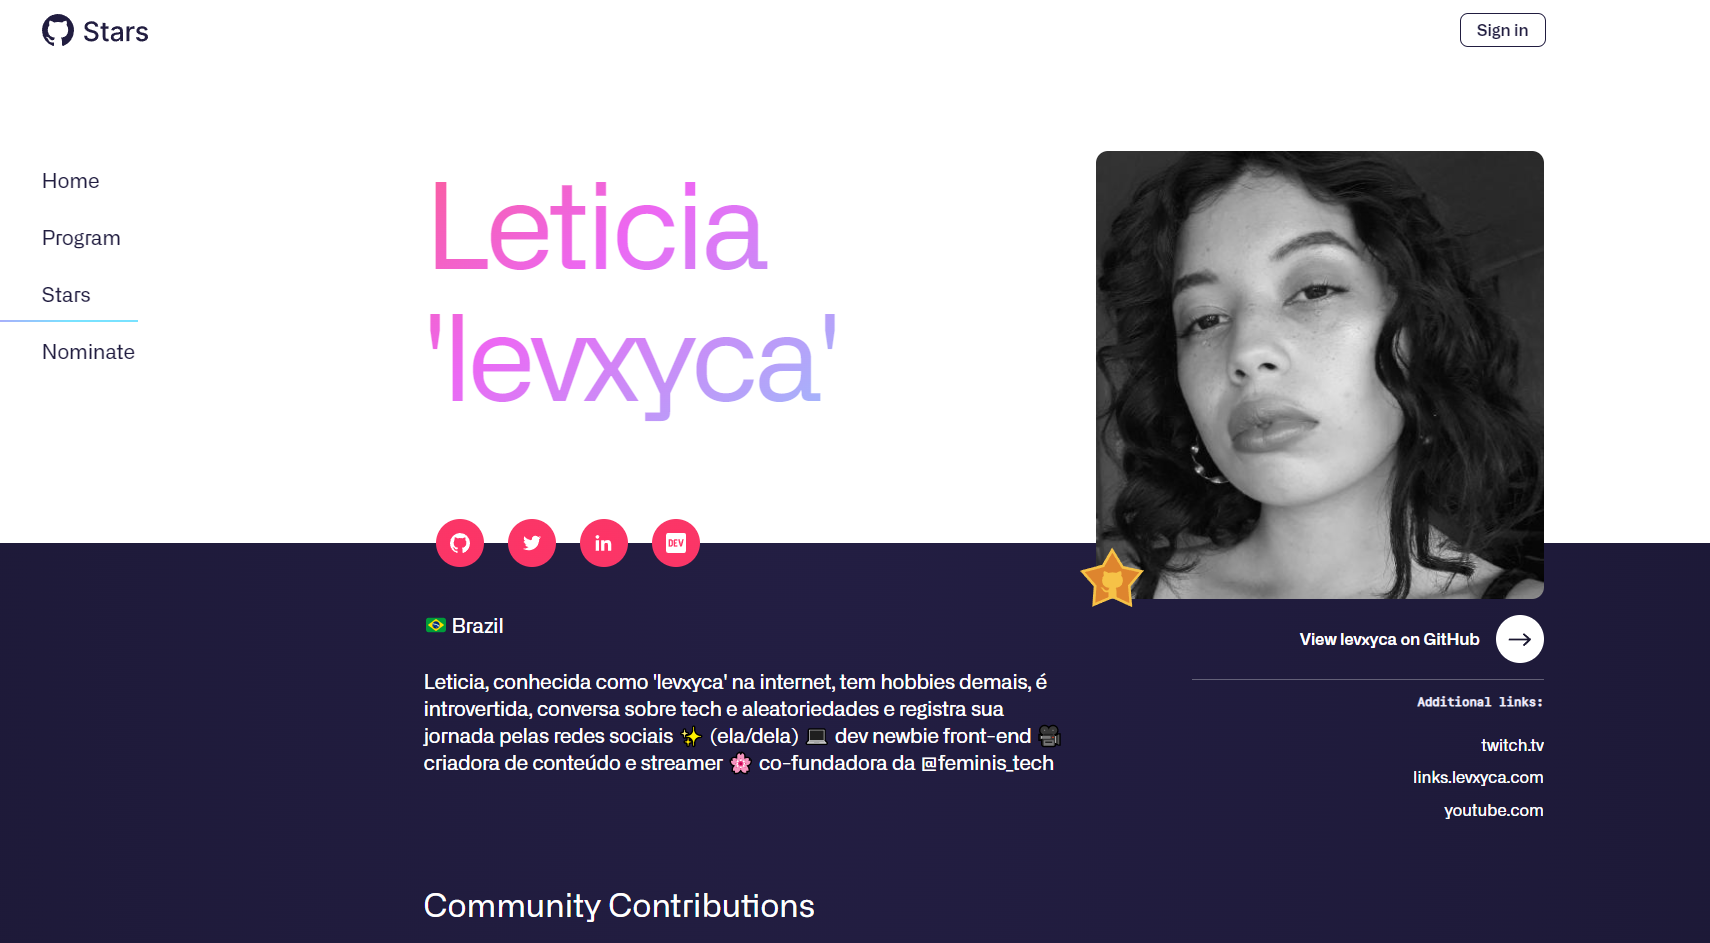 Stars
Sign in
Home
Program
Stars
Nominate
Leticia
'levxyca'
in
DEV
Brazil
Leticia, conhecida como 'levxyca' na internet, tem hobbies demais, é
introvertida, conversa sobre tech e aleatoriedades e registra sua
jornada pelas redes sociais ✨ (ela/dela) 💻 dev newbie front-end 🎥
criadora de conteúdo e streamer 🌸 co-fundadora da @feminis_tech
View levxyca on GitHub
Additional links:
twitch.tv
links.levxyca.com
youtube.com
Community Contributions